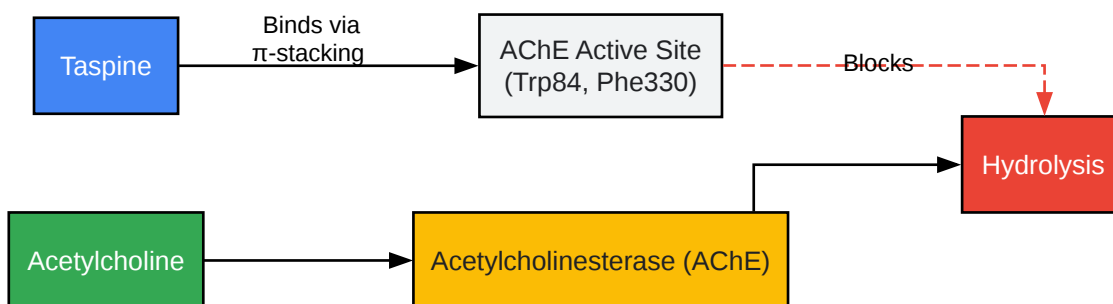 Taspine
Binds via
π-stacking
AChE Active Site
(Trp84, Phe330)
Blocks
Hydrolysis
Acetylcholine
Acetylcholinesterase (AChE)